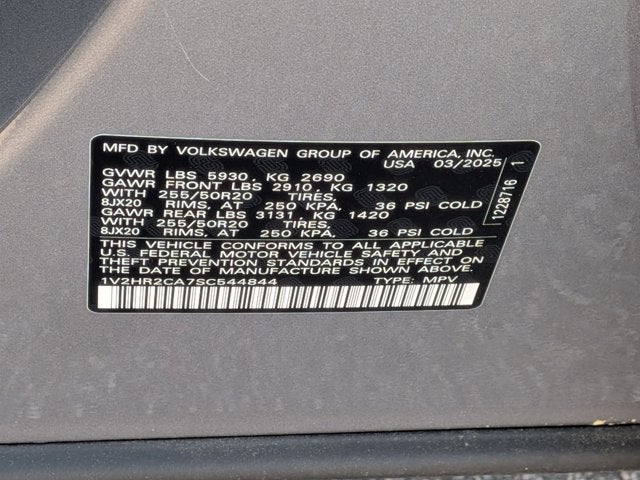 MFD BY VOLKSWAGEN GROUP OF AMERICA, INC.
USA 03/2025
GVWR LBS 5930, KG 2690
GAWR FRONT LBS 2910, KG 1320
WITH 255/50R20 TIRES,
8JX20 RIMS, AT 250 KPA, 36 PSI COLD
GAWR REAR LBS 3131, KG 1420
WITH 255/50R20 TIRES,
8JX20 RIMS, AT 250 KPA, 36 PSI COLD
THIS VEHICLE CONFORMS TO ALL APPLICABLE
U.S. FEDERAL MOTOR VEHICLE SAFETY AND
THEFT PREVENTION STANDARDS IN EFFECT ON
THE DATE OF MANUFACTURE SHOWN ABOVE.
1V2HR2CA7SC544844 TYPE: MPV
1228716 1